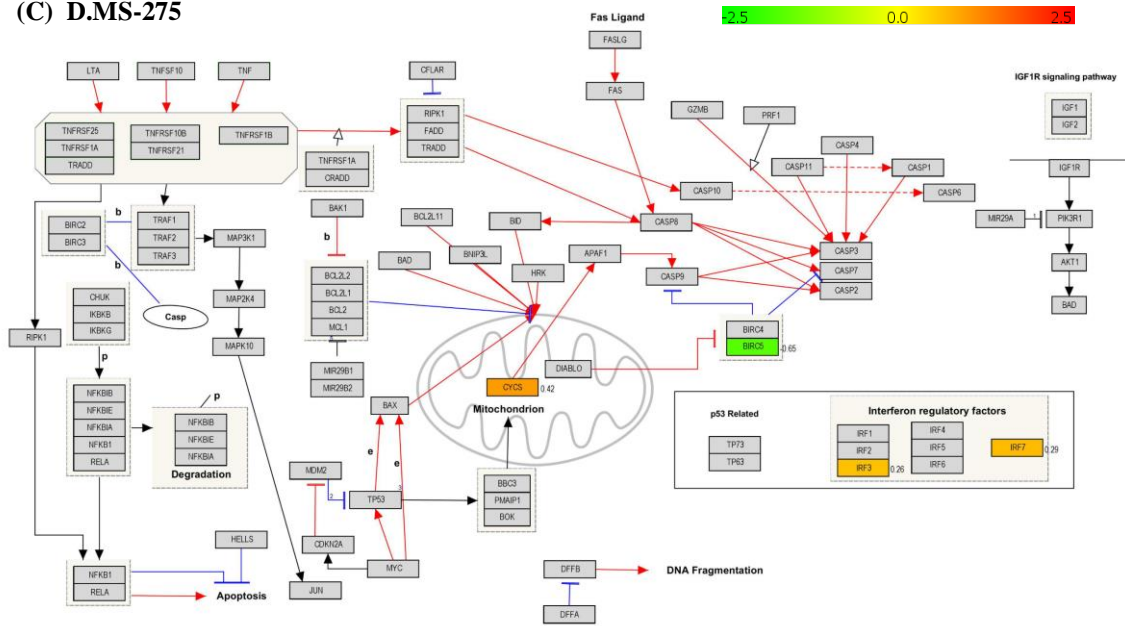 (C) D.MS-275
-2.5 0.0 2.5
Fas Ligand
FASLG
LTA
TNFSF10
TNF
CFLAR
FAS
IGF1R signaling pathway
IGF1
IGF2
GZMB
PRF1
TNFRSF25
TNFRSF1A
TRADD
TNFRSF10B
TNFRSF21
TNFRSF1B
RIPK1
FADD
TRADD
TNFRSF1A
CRADD
CASP4
CASP11
CASP1
CASP10
CASP6
IGF1R
MIR29A
1
PIK3R1
AKT1
BAD
BIRC2
BIRC3
b
b
TRAF1
TRAF2
TRAF3
MAP3K1
BAK1
b
BCL2L11
BID
CASP8
BAD
BNIP3L
HRK
APAF1
CASP9
CASP3
CASP7
CASP2
BCL2L2
BCL2L1
BCL2
MCL1
CHUK
IKBKB
IKBKG
Casp
MAP2K4
RIPK1
MAPK10
p
BIRC4
BIRC5
-0.65
DIABLO
MIR29B1
MIR29B2
CYCS
0.42
Mitochondrion
BAX
NFKBIB
NFKBIE
NFKBIA
NFKB1
RELA
p
NFKBIB
NFKBIE
NFKBIA
Degradation
p53 Related
TP73
TP63
Interferon regulatory factors
IRF1
IRF2
IRF3
0.26
IRF4
IRF5
IRF6
IRF7
0.29
e
e
MDM2
2
TP53
3
BBC3
PMAIP1
BOK
HELLS
CDKN2A
MYC
NFKB1
RELA
Apoptosis
JUN
DFFB
DNA Fragmentation
DFFA